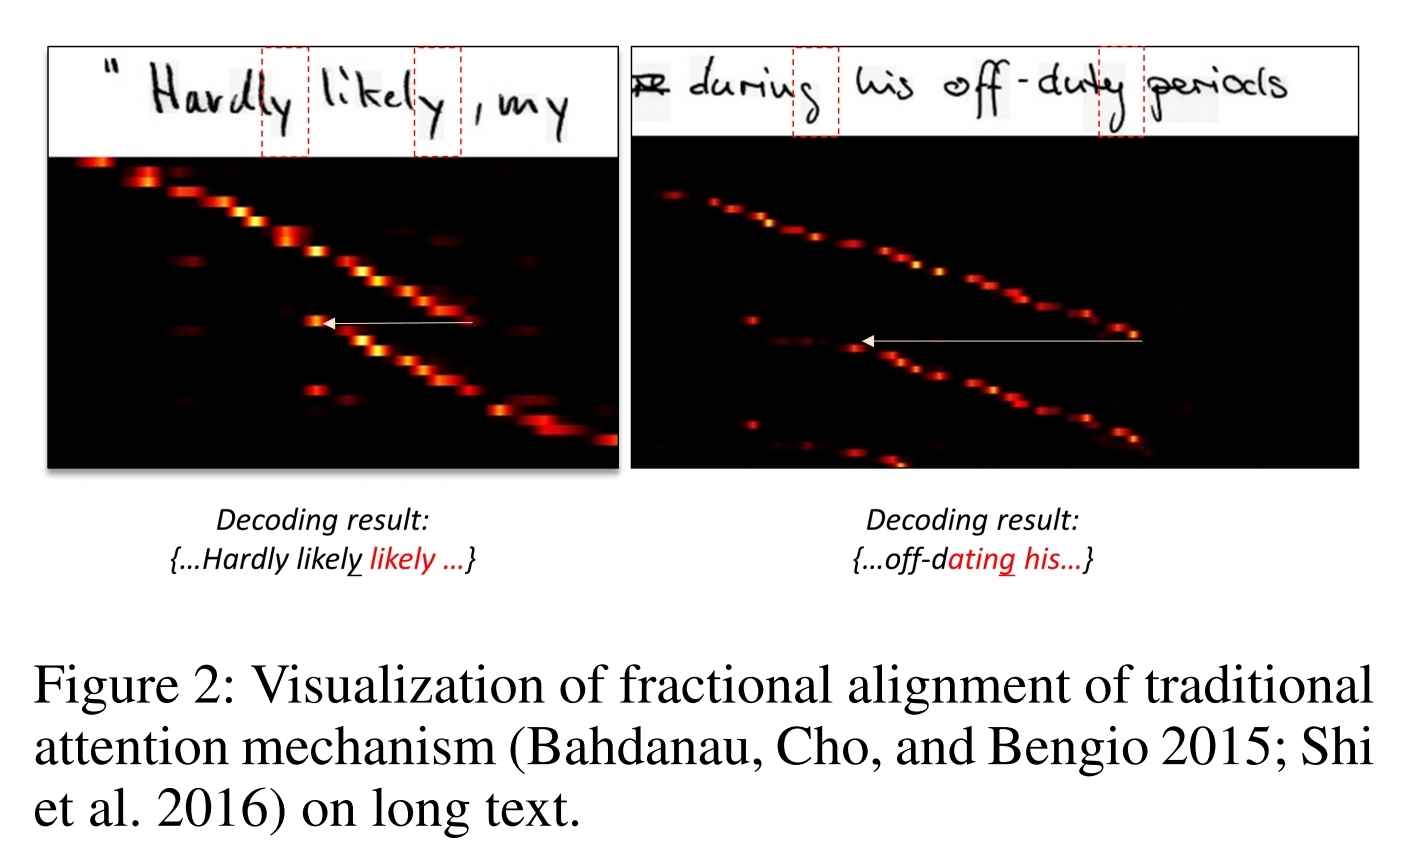 " Hardly likely, my
during his off-duty periods
Decoding result:
{...Hardly likely likely ...}
Decoding result:
{...off-dating his...}
Figure 2: Visualization of fractional alignment of traditional
attention mechanism (Bahdanau, Cho, and Bengio 2015; Shi
et al. 2016) on long text.